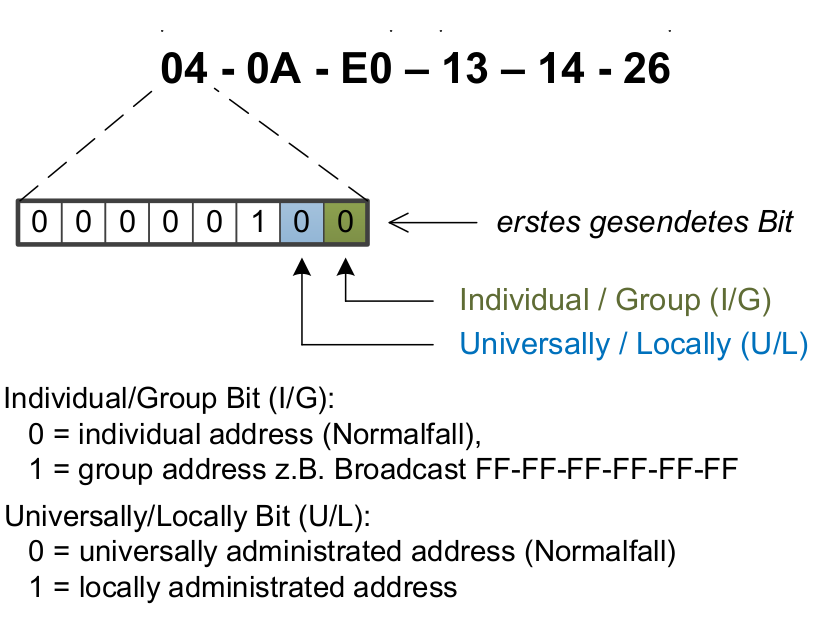 04 - 0A - E0 – 13 – 14 - 26
0 0 0 0 0 1 0 0
erstes gesendetes Bit
Individual / Group (I/G)
Universally / Locally (U/L)
Individual/Group Bit (I/G):
0 = individual address (Normalfall),
1 = group address z.B. Broadcast FF-FF-FF-FF-FF-FF
Universally/Locally Bit (U/L):
0 = universally administrated address (Normalfall)
1 = locally administrated address